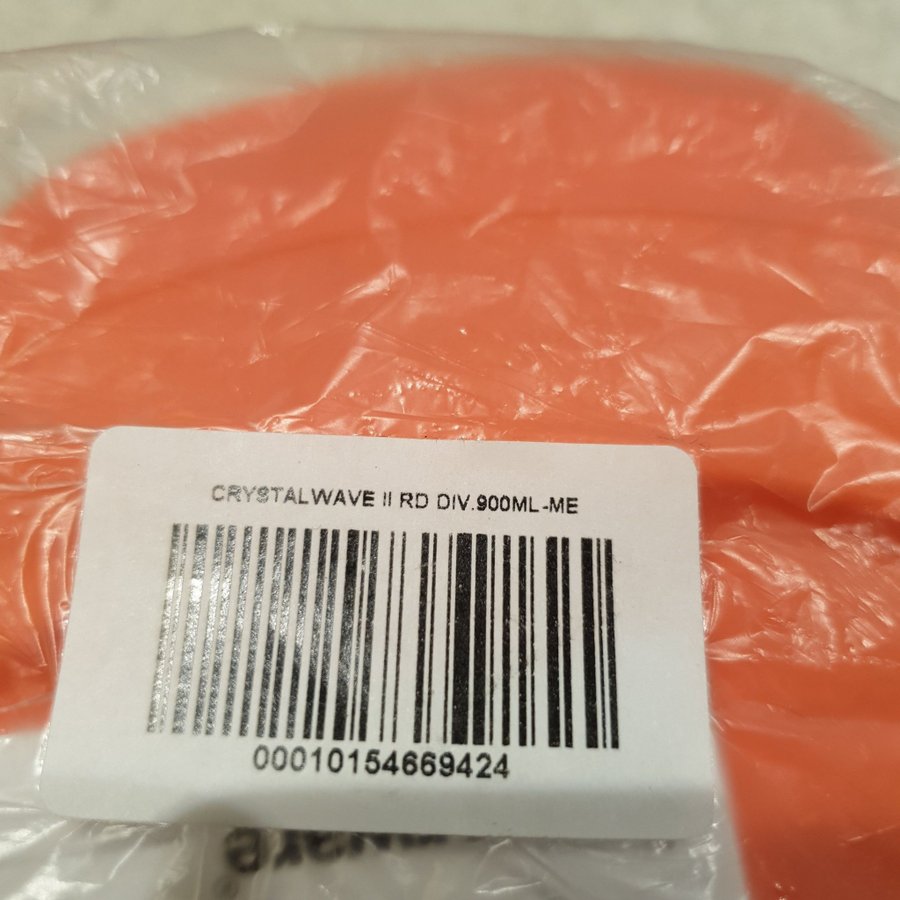 CRYSTALWAVE II RD DIV.900ML-ME
00010154669424